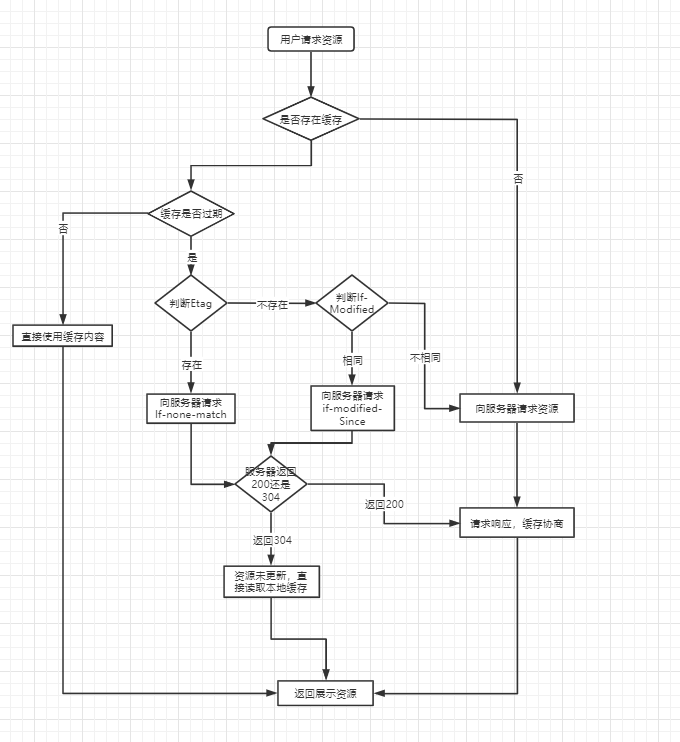 用户请求资源
是否存在缓存
否
缓存是否过期
否
是
判断Etag
不存在
判断If-
Modified
直接使用缓存内容
存在
相同
不相同
向服务器请求
If-none-match
向服务器请求
if-modified-
Since
向服务器请求资源
服务器返回
200还是
304
返回200
请求响应，缓存协商
返回304
资源未更新，直
接读取本地缓存
返回展示资源